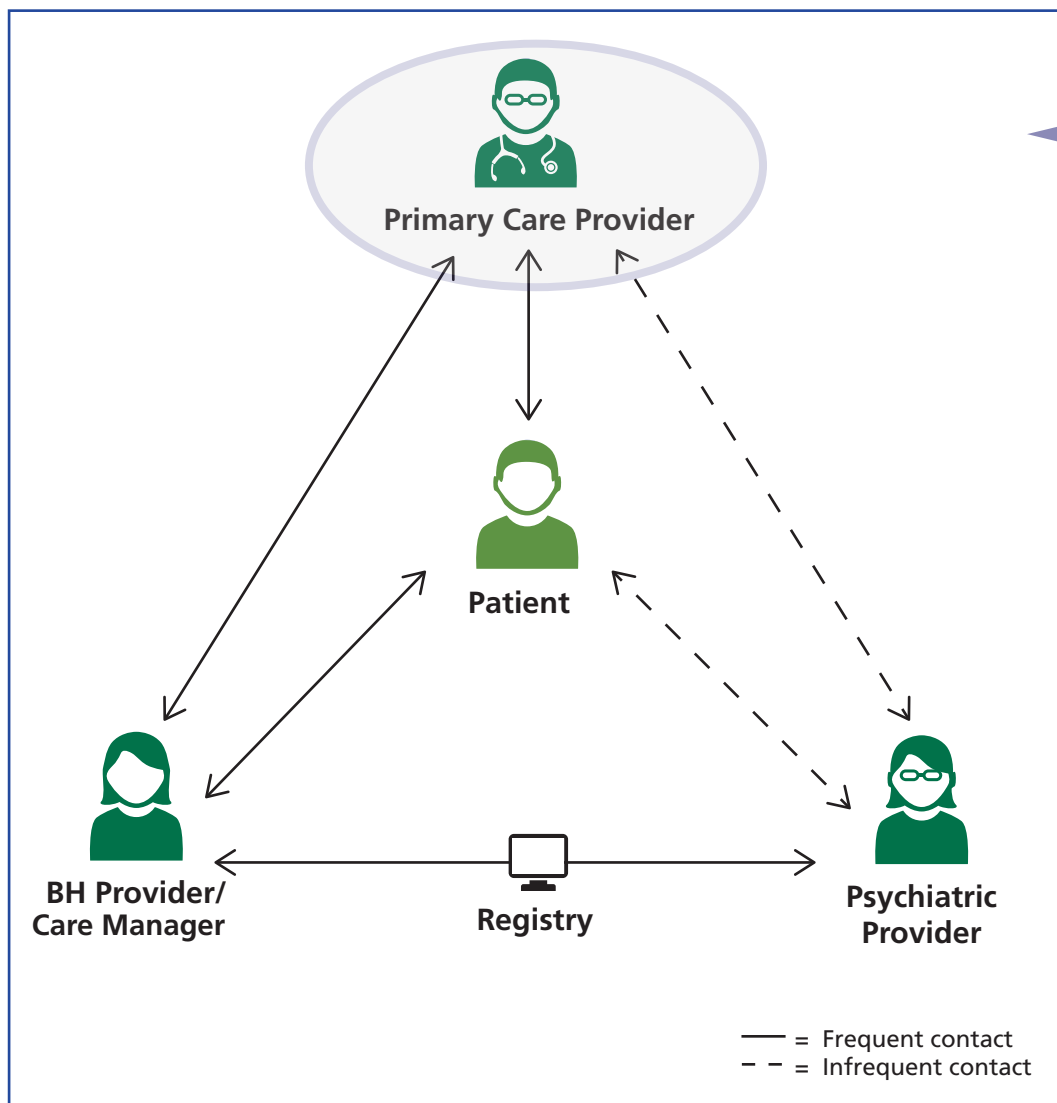 Primary Care Provider
Patient
BH Provider/
Care Manager
Registry
Psychiatric
Provider
= Frequent contact
= Infrequent contact